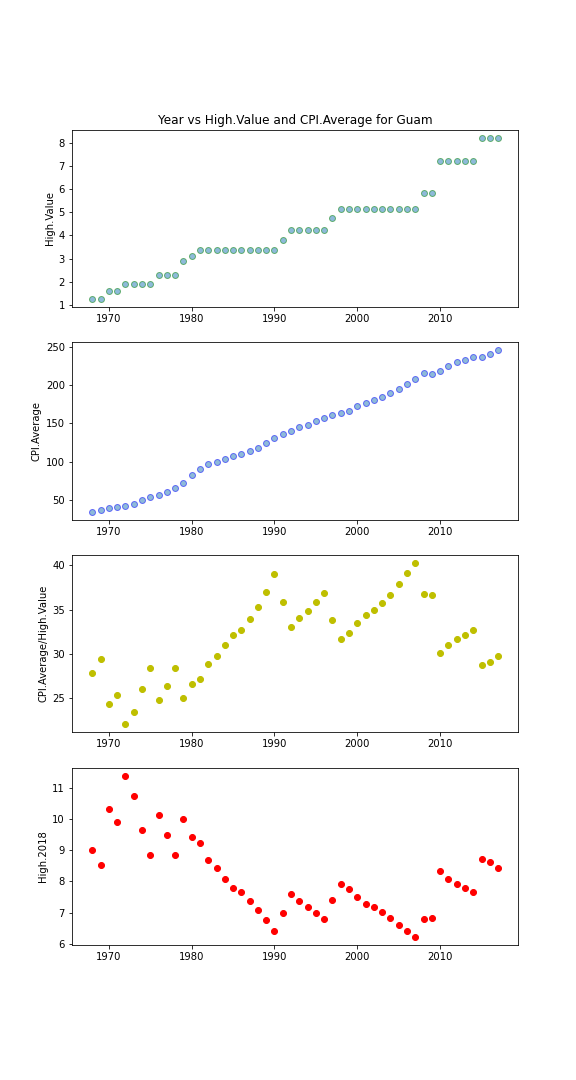 Year vs High.Value and CPI.Average for Guam
8
7
6
5
4
3
2
1
High.Value
1970 1980 1990 2000 2010
250
200
150
100
50
CPI.Average
1970 1980 1990 2000 2010
40
35
30
25
CPI.Average/High.Value
1970 1980 1990 2000 2010
11
10
9
8
7
6
High.2018
1970 1980 1990 2000 2010